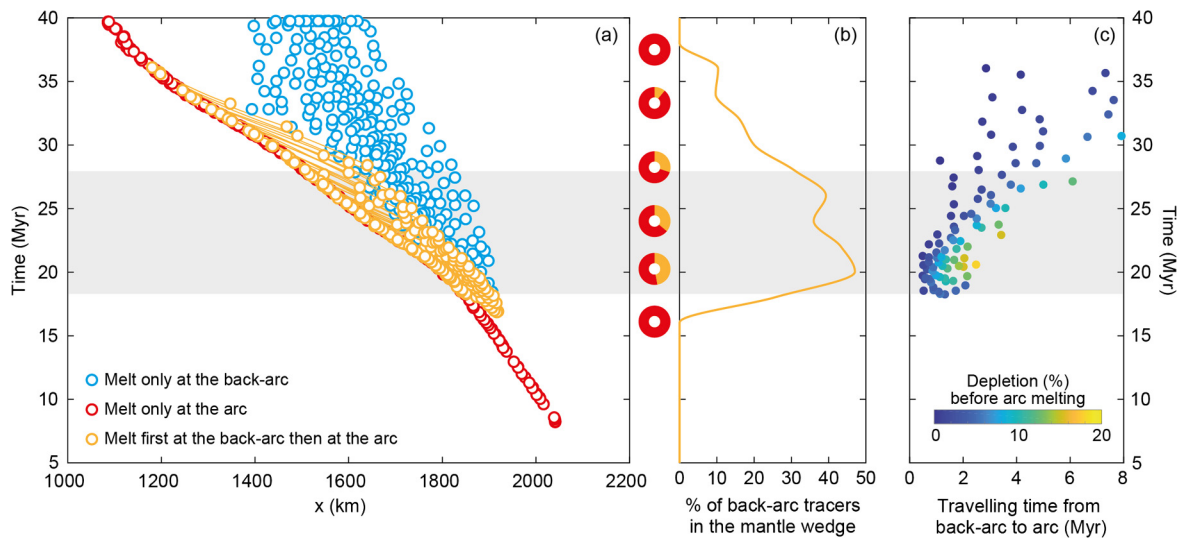 40
35
30
25
20
15
10
5
Time (Myr)
1000
1200
1400
1600
1800
2000
2200
x (km)
(a)
Melt only at the back-arc
Melt only at the arc
Melt first at the back-arc then at the arc
(b)
0
10
20
30
40
50
% of back-arc tracers
in the mantle wedge
(c)
Depletion (%)
before arc melting
0
10
20
0
2
4
6
8
Travelling time from
back-arc to arc (Myr)
40
35
30
25
20
15
10
5
Time (Myr)